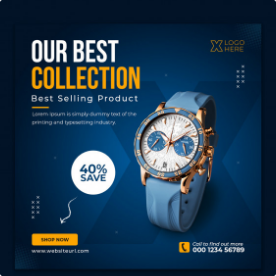 OUR BEST
COLLECTION
Best Selling Product
Lorem Ipsum is simply dummy text of the
printing and typesetting industry.
LOGO
HERE
40%
SAVE
SHOP NOW
www.websiteurl.com
Call to find out more
000 1234 56789